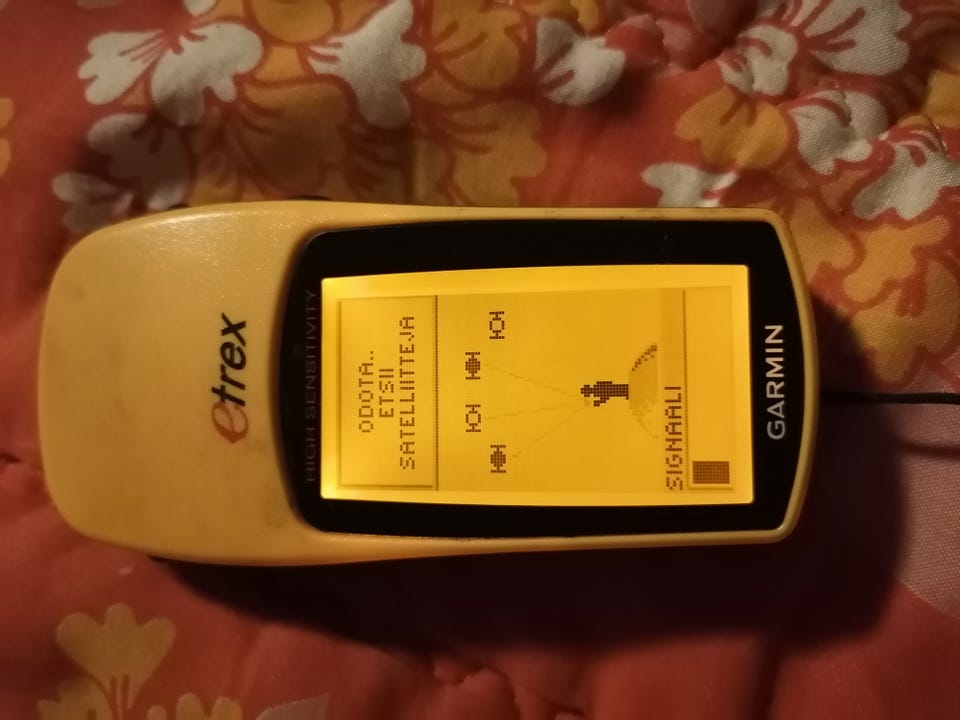 etrex
HIGH SENSITIVITY
ODOTA..
ETSII
SATELLIITTEJA
SIGNAALI
GARMIN